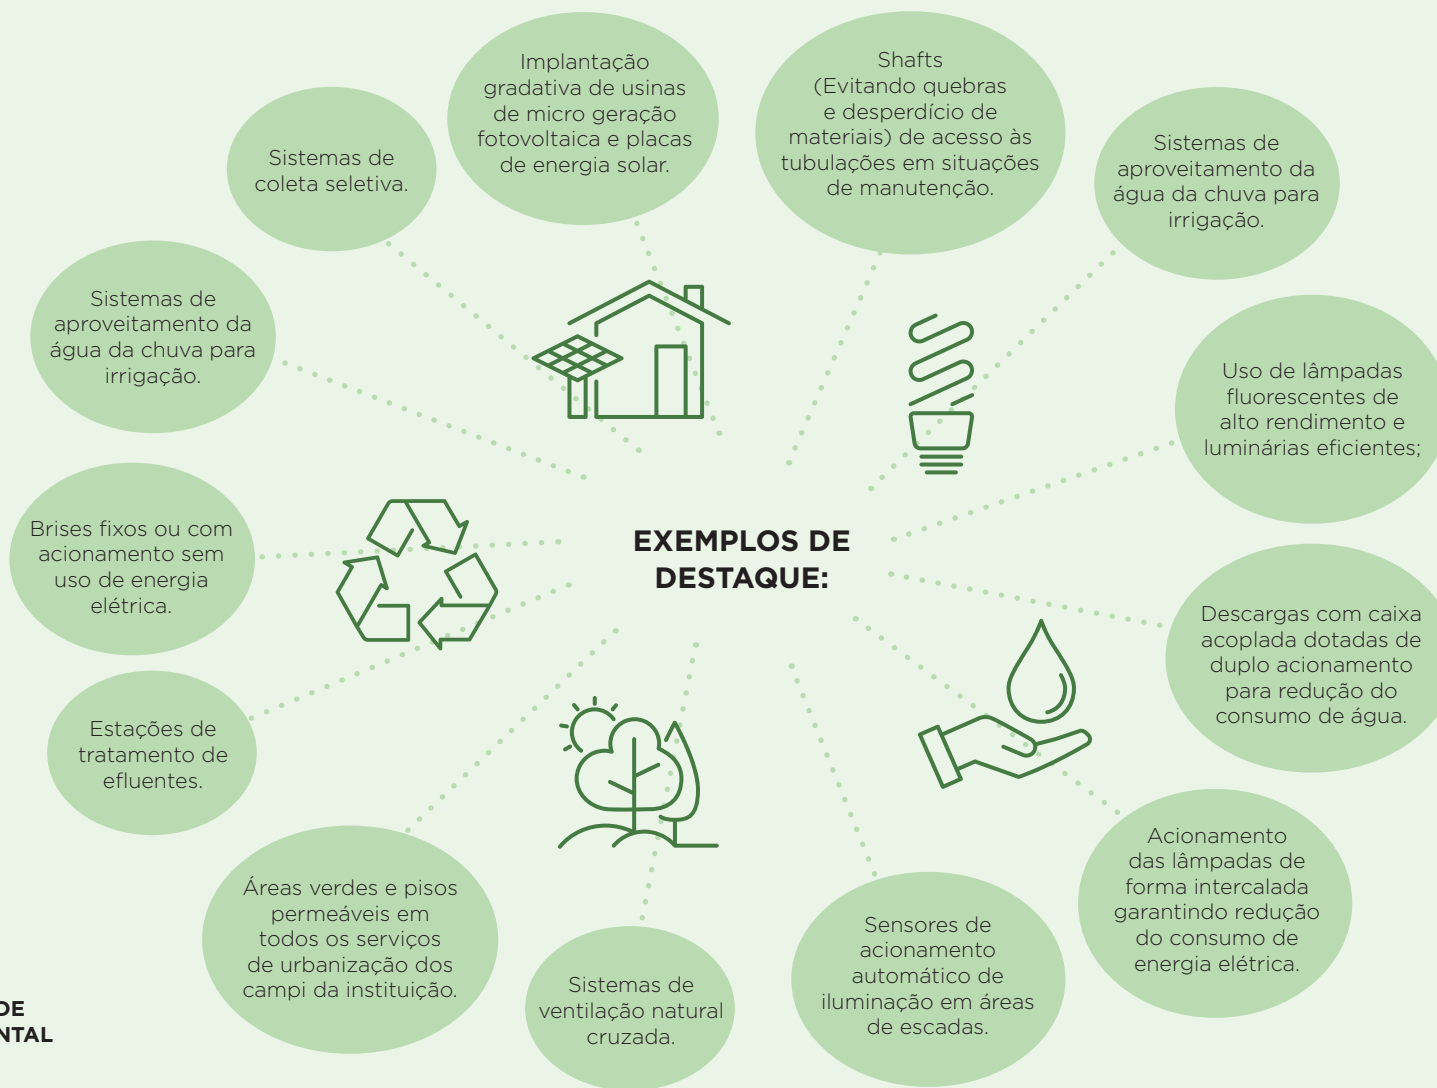 Implantação
gradativa de usinas
de micro geração
fotovoltaica e placas
de energia solar.
Shafts
(Evitando quebras
e desperdício de
materiais) de acesso às
tubulações em situações
de manutenção.
Sistemas de
coleta seletiva.
Sistemas de
aproveitamento da
água da chuva para
irrigação.
Sistemas de
aproveitamento da
água da chuva para
irrigação.
Uso de lâmpadas
fluorescentes de
alto rendimento e
luminárias eficientes;
Brises fixos ou com
acionamento sem
uso de energia
elétrica.
EXEMPLOS DE
DESTAQUE:
Descargas com caixa
acoplada dotadas de
duplo acionamento
para redução do
consumo de água.
Estações de
tratamento de
efluentes.
Acionamento
das lâmpadas de
forma intercalada
garantindo redução
do consumo de
energia elétrica.
Áreas verdes e pisos
permeáveis em
todos os serviços
de urbanização dos
campi da instituição.
Sistemas de
ventilação natural
cruzada.
Sensores de
acionamento
automático de
iluminação em áreas
de escadas.
DE
NTAL